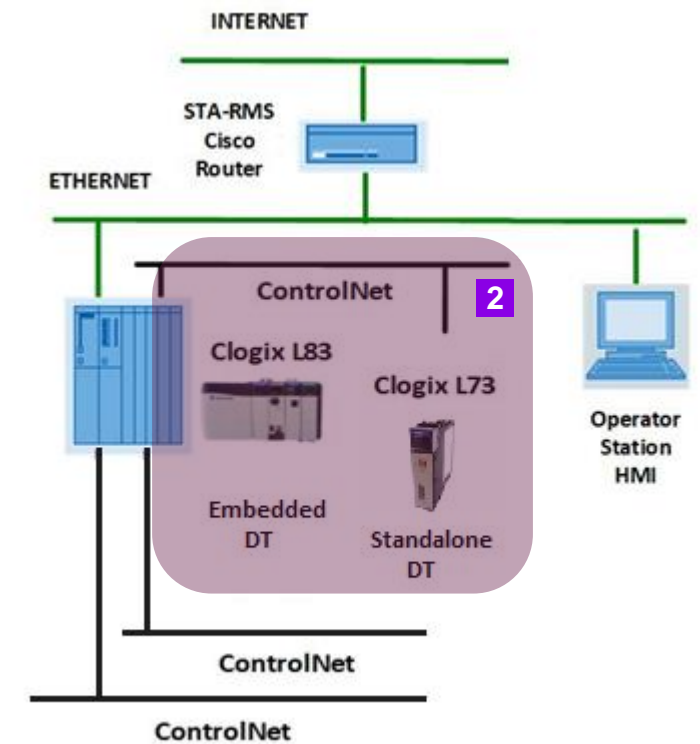 INTERNET
STA-RMS
Cisco
Router
ETHERNET
ControlNet
2
Clogix L83
Clogix L73
Embedded
DT
Standalone
DT
Operator
Station
HMI
ControlNet
ControlNet